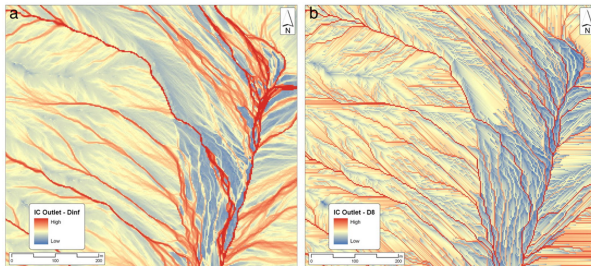 a
N
IC Outlet - Dinf
High
Low
0 100 200
m
b
N
IC Outlet - D8
High
Low
0 100 200
m